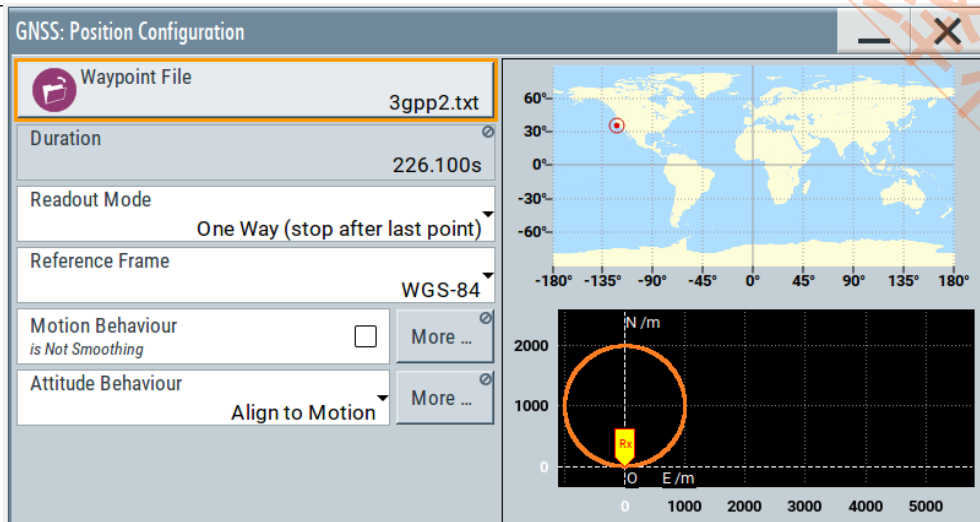 GNSS: Position Configuration
Waypoint File
3gpp2.txt
Duration
226.100s
Readout Mode
One Way (stop after last point)
Reference Frame
WGS-84
Motion Behaviour
is Not Smoothing
More ...
Attitude Behaviour
Align to Motion
More ...
60°
30°
0°
-30°
-60°
-180° -135° -90° -45° 0° 45° 90° 135° 180°
N /m
2000
1000
Rx
0
O E /m
0 1000 2000 3000 4000 5000